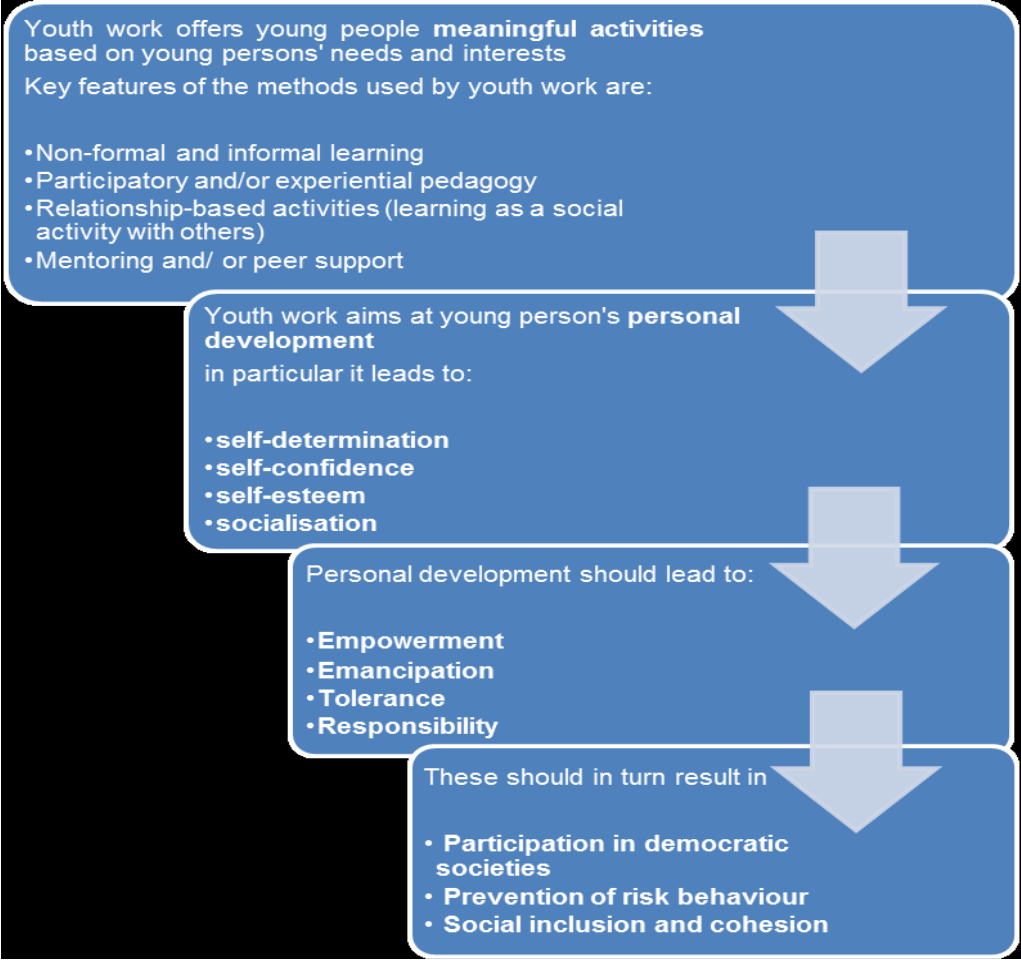 Youth work offers young people meaningful activities
based on young persons' needs and interests
Key features of the methods used by youth work are:
•Non-formal and informal learning
•Participatory and/or experiential pedagogy
•Relationship-based activities (learning as a social
activity with others)
•Mentoring and/ or peer support
Youth work aims at young person's personal
development
in particular it leads to:
•self-determination
•self-confidence
•self-esteem
•socialisation
Personal development should lead to:
•Empowerment
•Emancipation
•Tolerance
•Responsibility
These should in turn result in
• Participation in democratic
societies
• Prevention of risk behaviour
• Social inclusion and cohesion